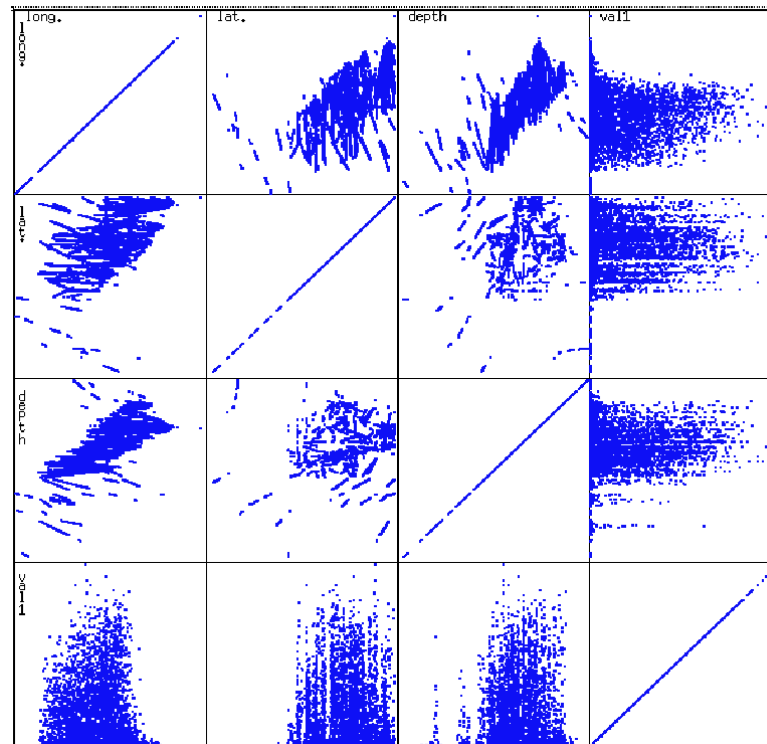 long.
lat.
depth
val1
long.
lat.
depth
val1